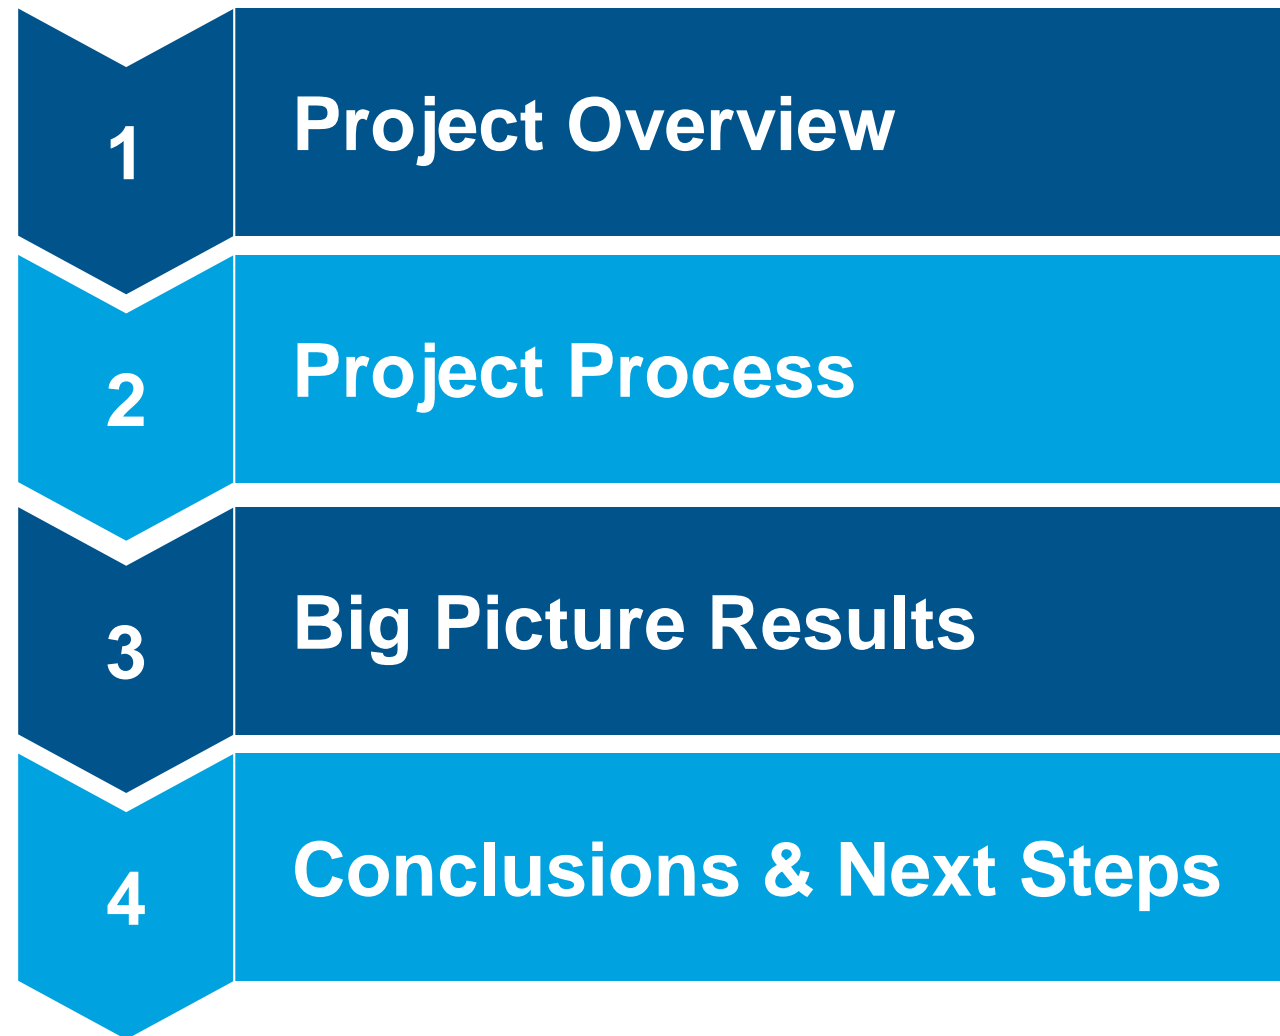 1
Project Overview
2
Project Process
3
Big Picture Results
4
Conclusions & Next Steps